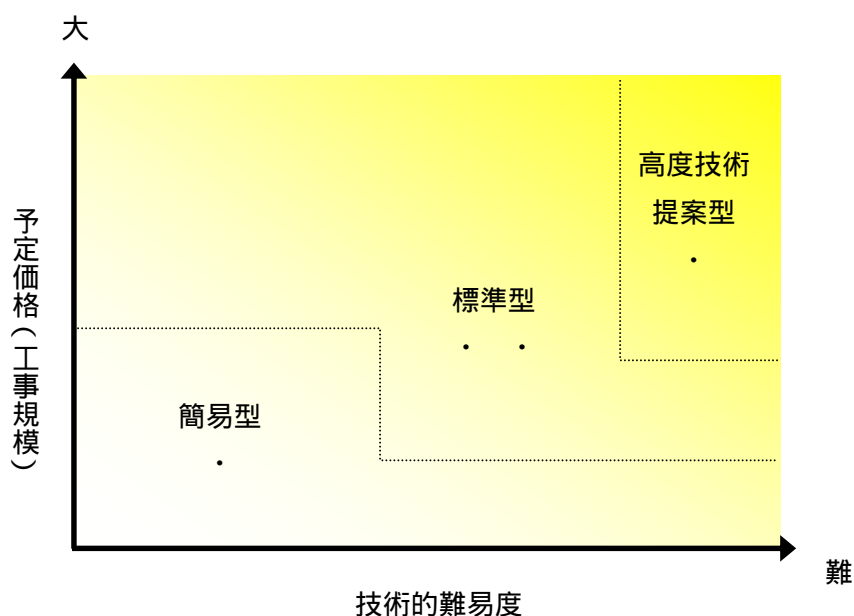 大
高度技術
提案型
・
標準型
・ ・
簡易型
・
予定価格(工事規模)
難
技術的難易度